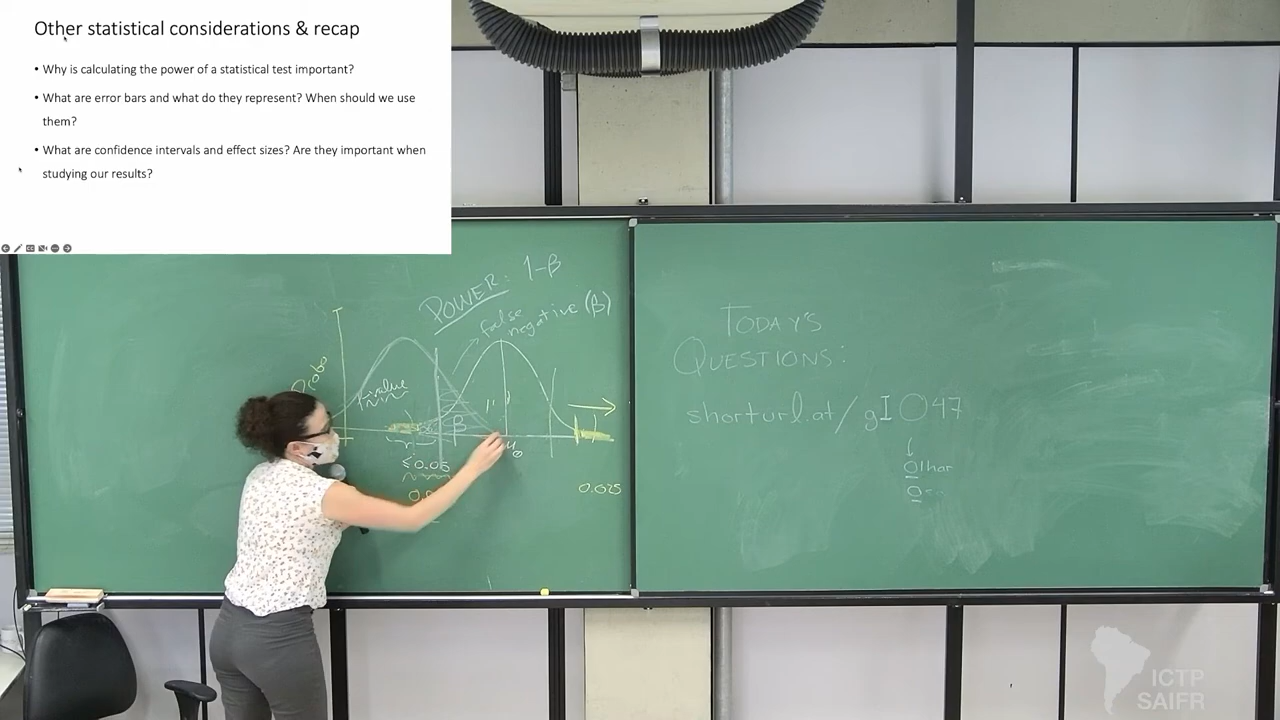 Other statistical considerations & recap
• Why is calculating the power of a statistical test important?
• What are error bars and what do they represent? When should we use
them?
• What are confidence intervals and effect sizes? Are they important when
studying our results?
POWER: 1-β
false
negative (β)
Prob
β
≤0.05
0.025
TODAY'S
QUESTIONS:
shorturl.at/gIO47
Olhar
ICTP
SAIFR